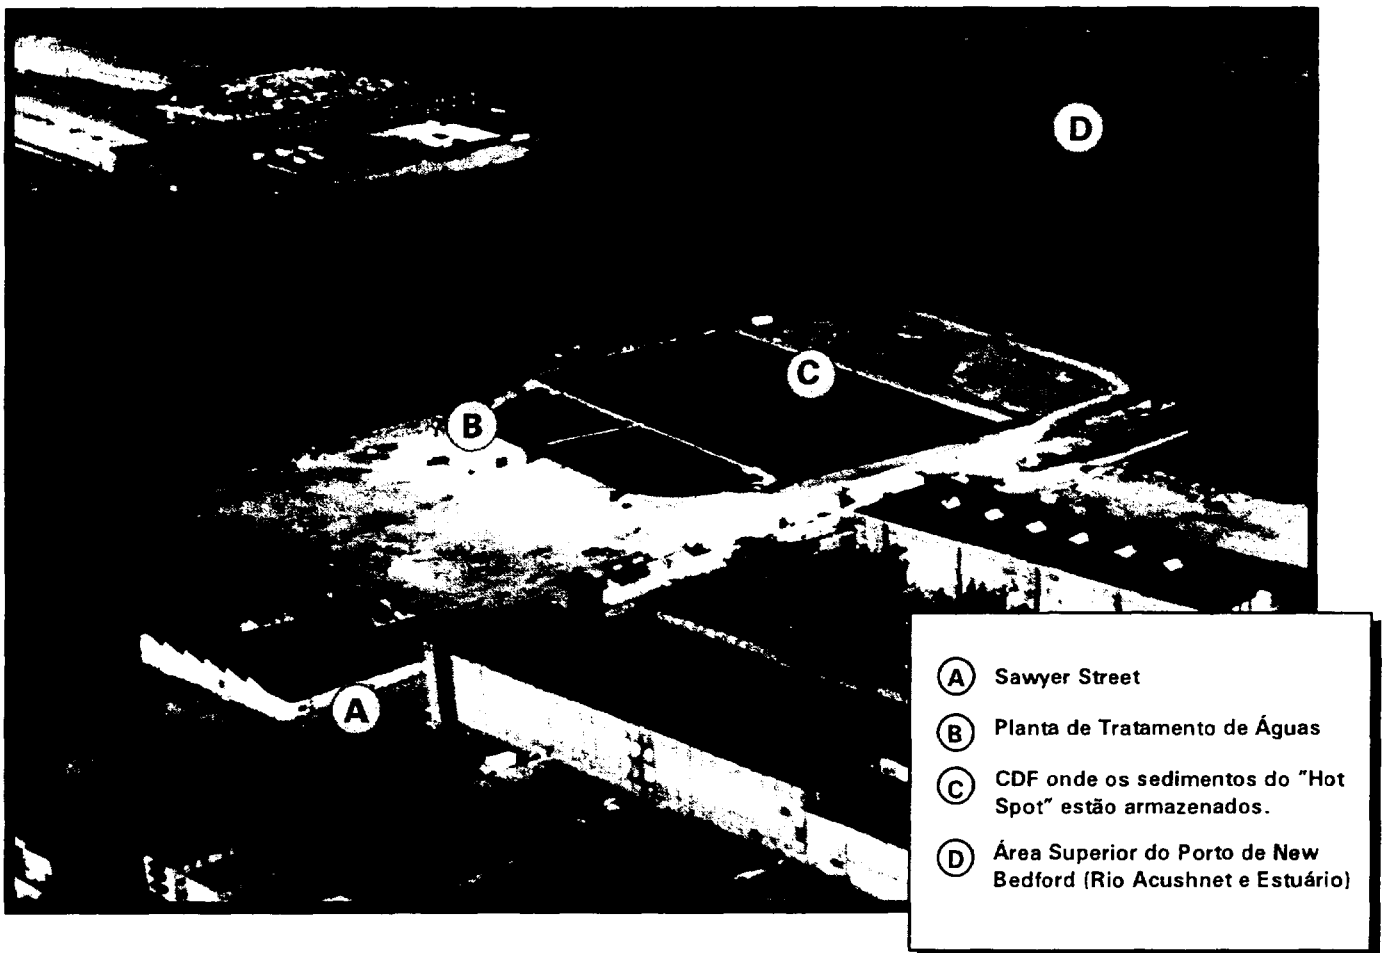 D
C
B
A
A Sawyer Street
B Planta de Tratamento de Águas
C CDF onde os sedimentos do "Hot
Spot" estão armazenados.
D Área Superior do Porto de New
Bedford (Rio Acushnet e Estuário)